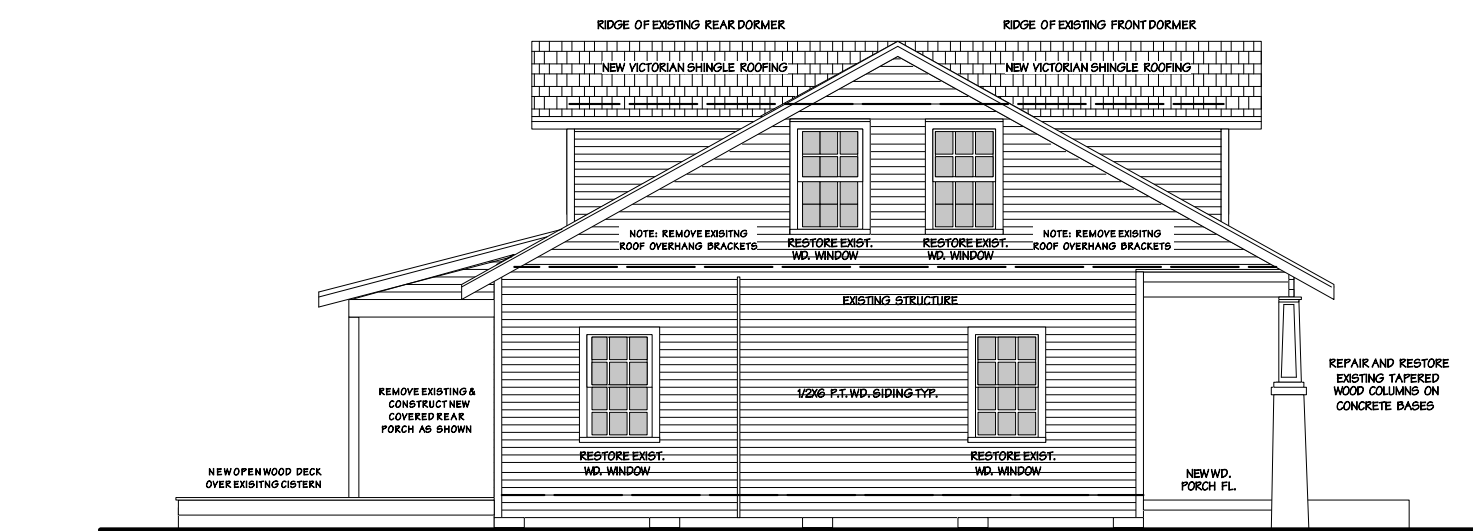 RIDGE OF EXISTING REAR DORMER
RIDGE OF EXISTING FRONT DORMER
NEW VICTORIAN SHINGLE ROOFING
NEW VICTORIAN SHINGLE ROOFING
NOTE: REMOVE EXISITNG
ROOF OVERHANG BRACKETS
RESTORE EXIST.
WD. WINDOW
RESTORE EXIST.
WD. WINDOW
NOTE: REMOVE EXISITNG
ROOF OVERHANG BRACKETS
EXISTING STRUCTURE
REMOVE EXISTING &
CONSTRUCT NEW
COVERED REAR
PORCH AS SHOWN
1/2X6 P.T. WD. SIDING TYP.
REPAIR AND RESTORE
EXISTING TAPERED
WOOD COLUMNS ON
CONCRETE BASES
NEW OPEN WOOD DECK
OVER EXISITNG CISTERN
RESTORE EXIST.
WD. WINDOW
RESTORE EXIST.
WD. WINDOW
NEW WD.
PORCH FL.